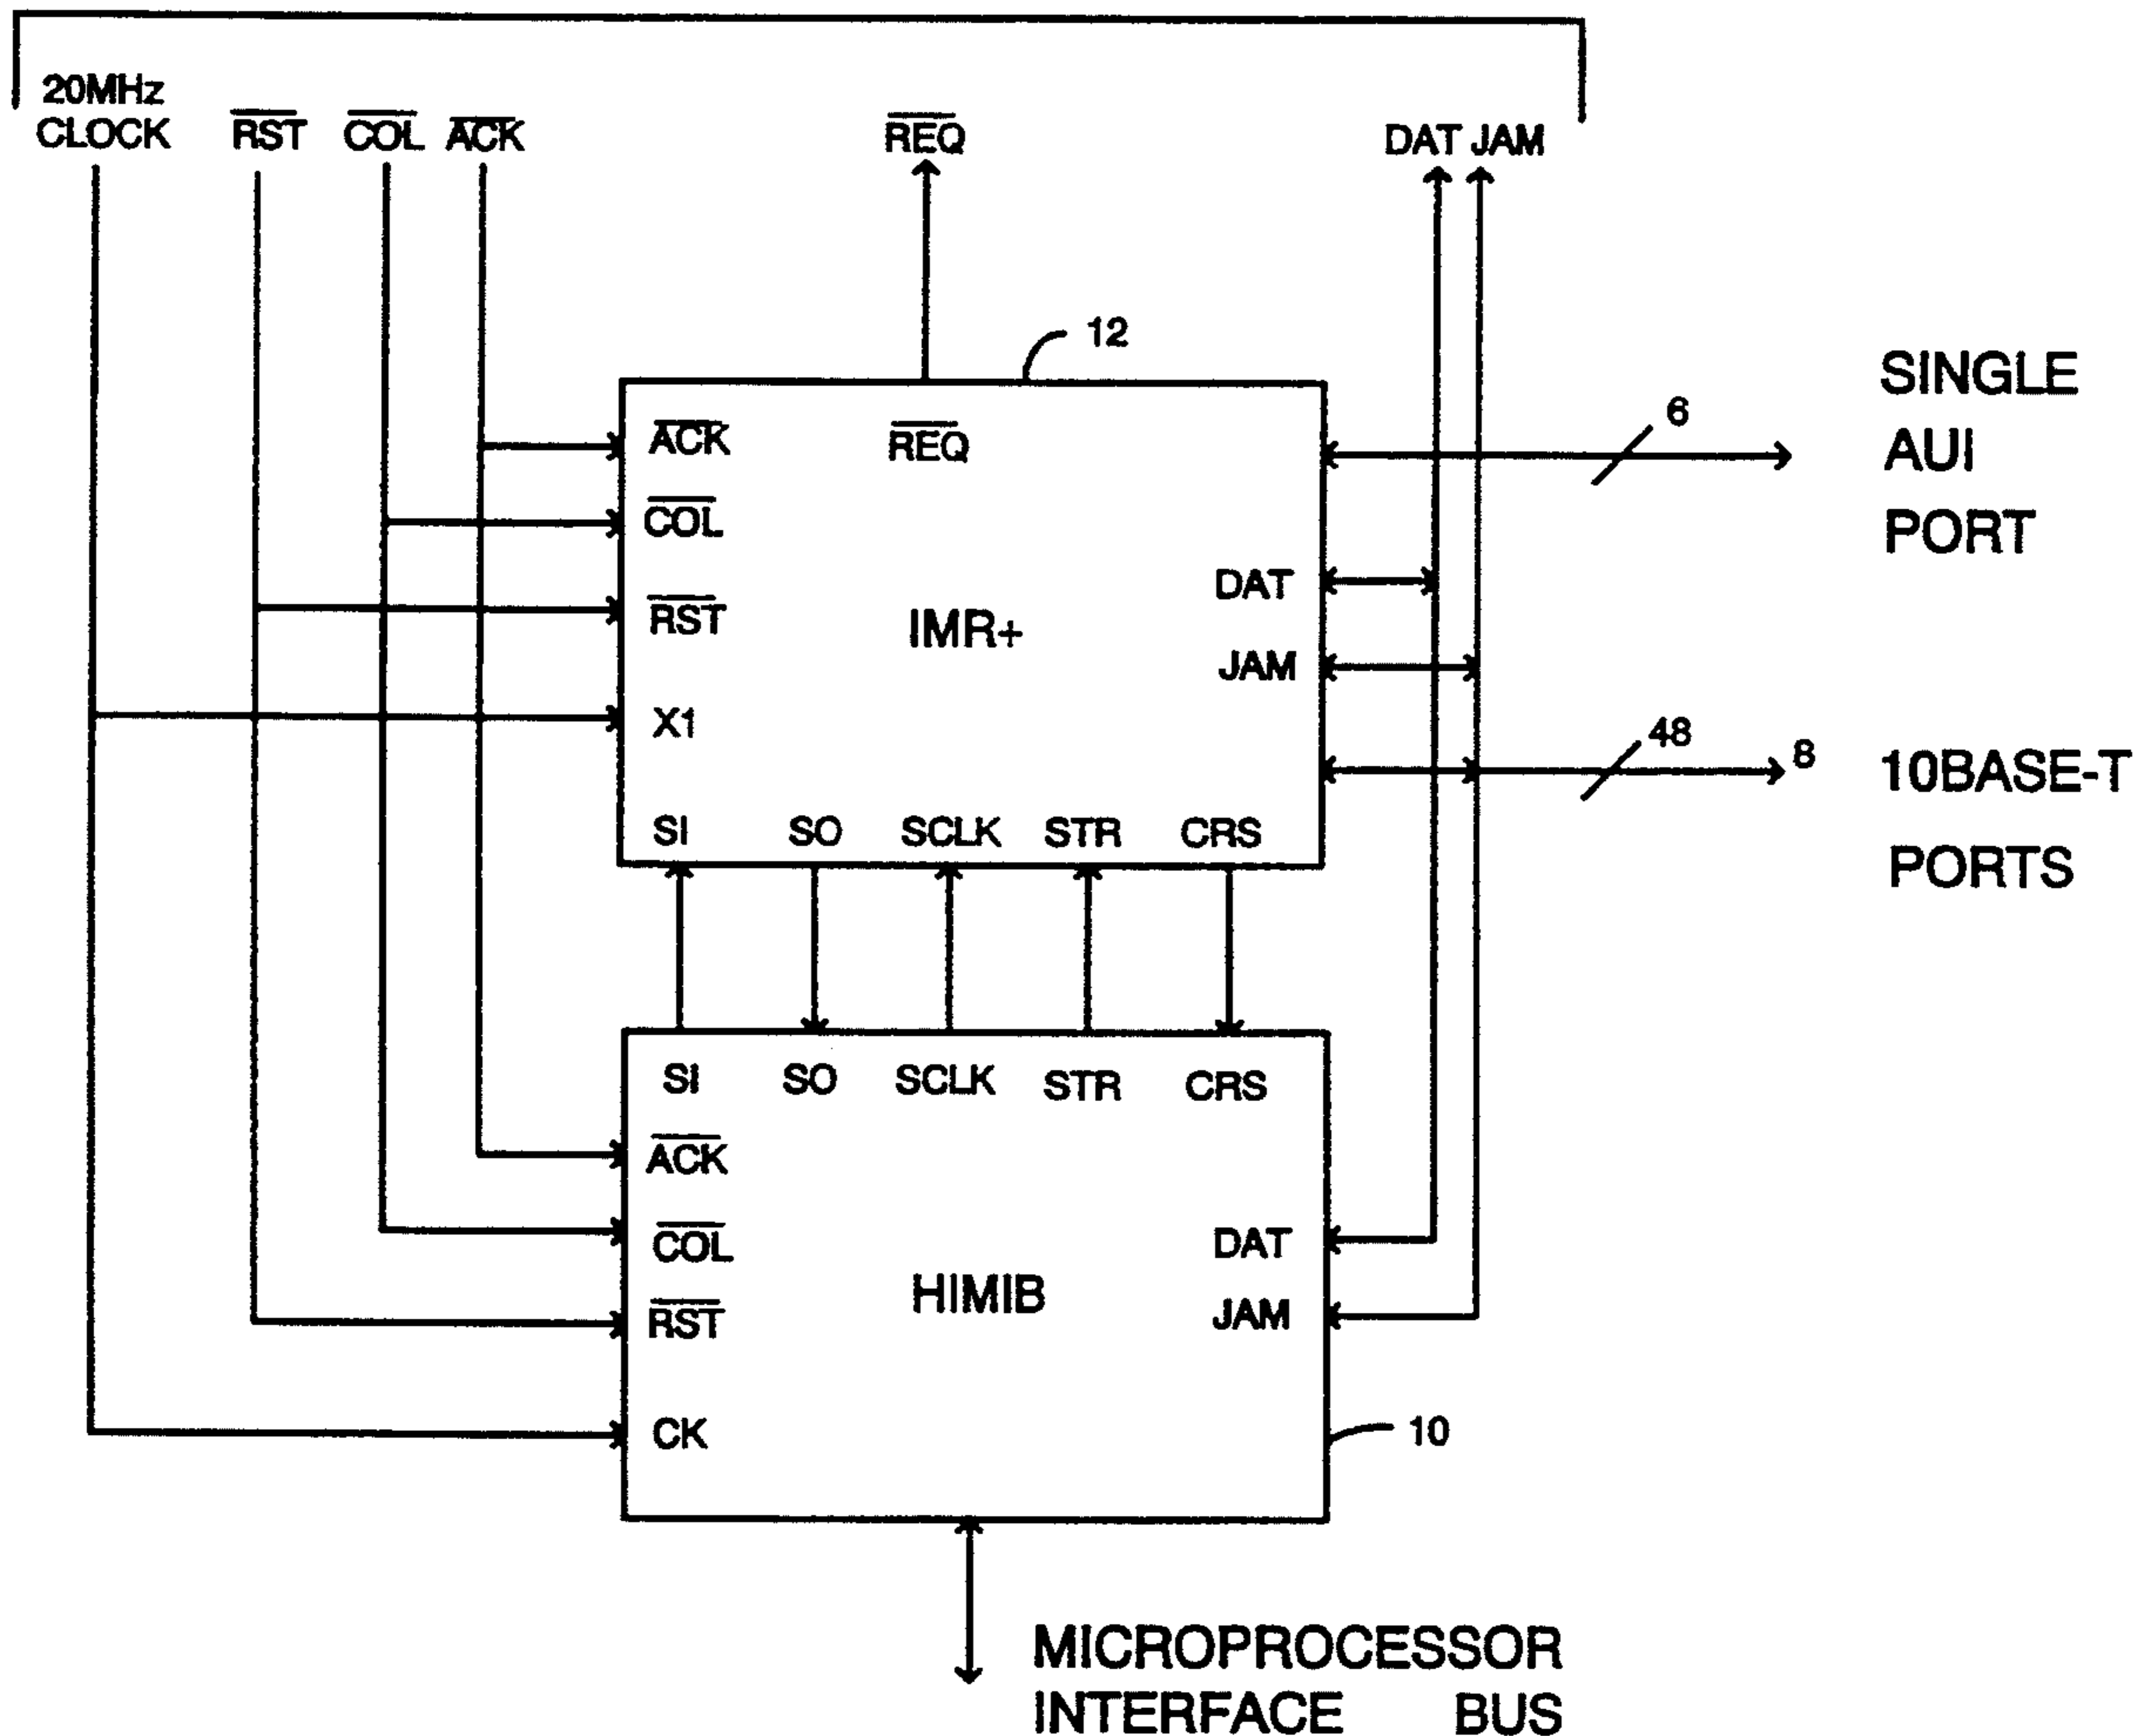 20MHz
CLOCK
RST
COL
ACK
REQ
DAT JAM
12
ACK
REQ
COL
RST
X1
IMR+
DAT
JAM
SI SO SCLK STR CRS
6
SINGLE
AUI
PORT
48
8
10BASE-T
PORTS
SI SO SCLK STR CRS
ACK
COL
RST
CK
HIMIB
DAT
JAM
10
MICROPROCESSOR
INTERFACE BUS